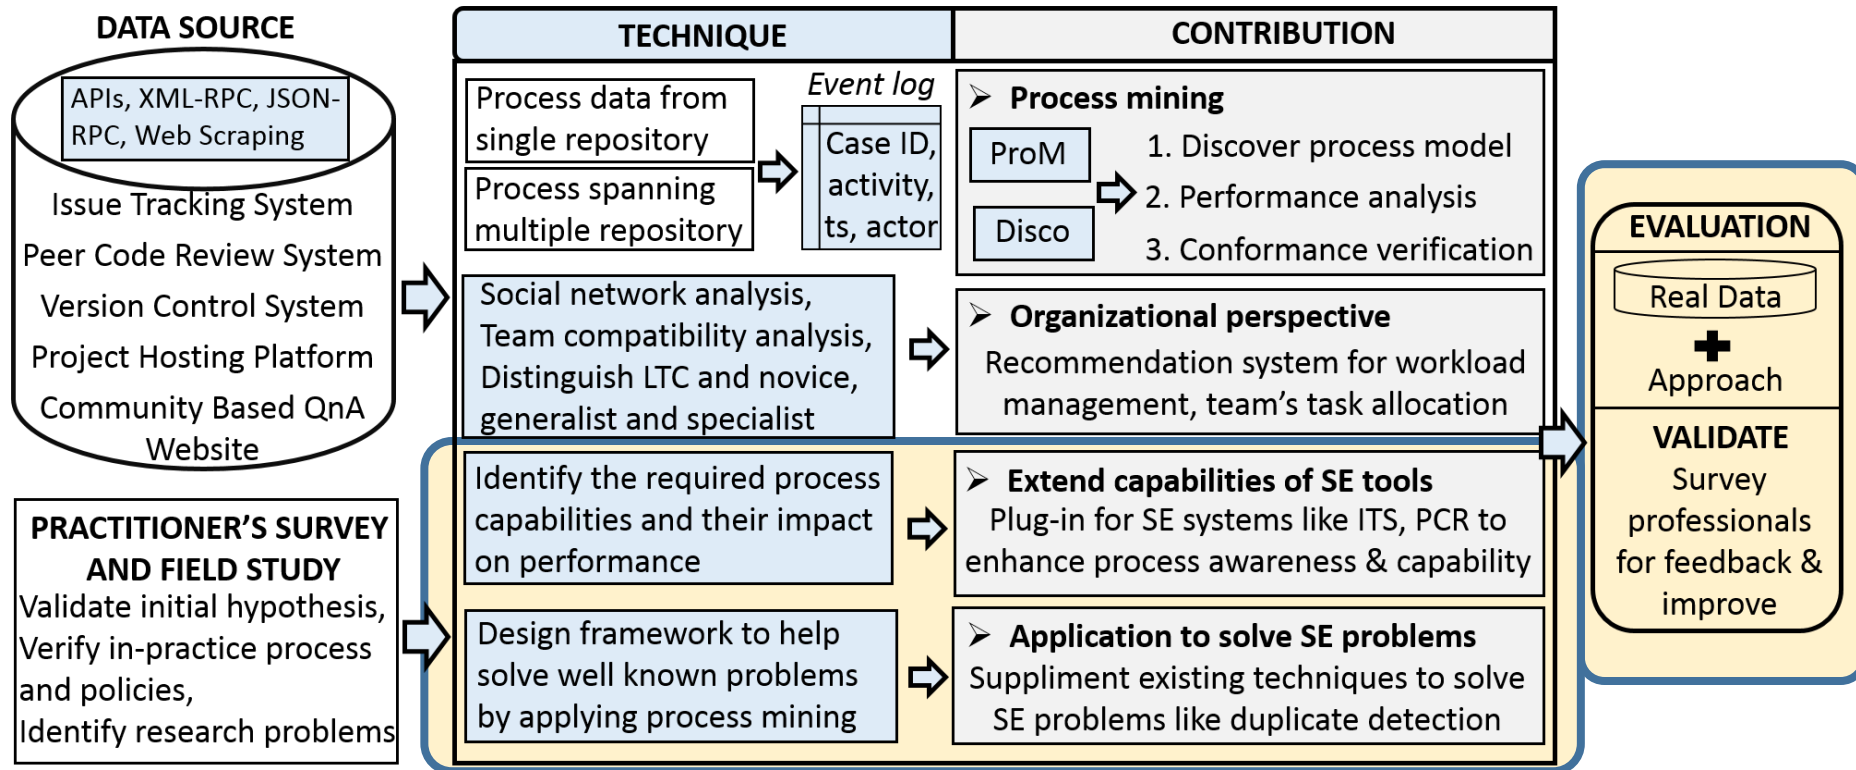 DATA SOURCE
APIs, XML-RPC, JSON-
RPC, Web Scraping
Issue Tracking System
Peer Code Review System
Version Control System
Project Hosting Platform
Community Based QnA
Website
PRACTITIONER'S SURVEY
AND FIELD STUDY
Validate initial hypothesis,
Verify in-practice process
and policies,
Identify research problems
TECHNIQUE
Process data from
single repository
Process spanning
multiple repository
Event log
Case ID,
activity,
ts, actor
Social network analysis,
Team compatibility analysis,
Distinguish LTC and novice,
generalist and specialist
Identify the required process
capabilities and their impact
on performance
Design framework to help
solve well known problems
by applying process mining
CONTRIBUTION
➢ Process mining
ProM
Disco
1. Discover process model
2. Performance analysis
3. Conformance verification
➢ Organizational perspective
Recommendation system for workload
management, team's task allocation
➢ Extend capabilities of SE tools
Plug-in for SE systems like ITS, PCR to
enhance process awareness & capability
➢ Application to solve SE problems
Suppliment existing techniques to solve
SE problems like duplicate detection
EVALUATION
Real Data
Approach
VALIDATE
Survey
professionals
for feedback &
improve